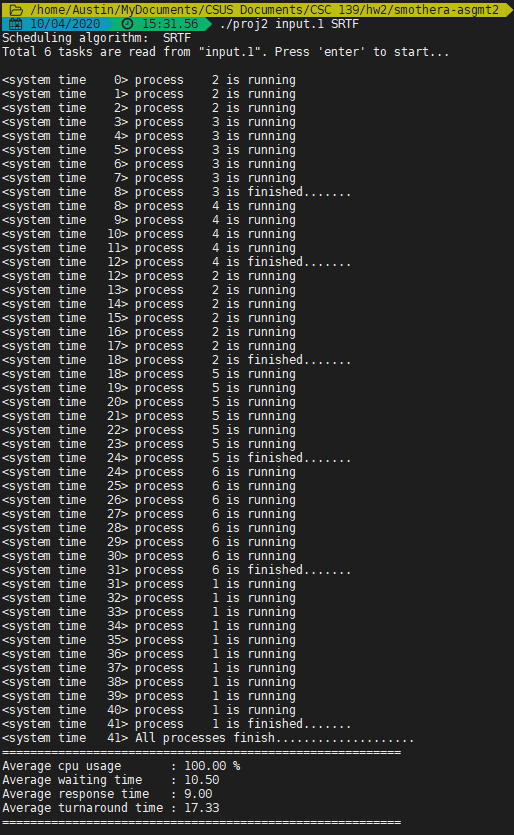 /home/Austin/MyDocuments/CSUS Documents/CSC 139/hw2/smothera-asgmt2
10/04/2020 15:31.56 ./proj2 input.1 SRTF
Scheduling algorithm:  SRTF
Total 6 tasks are read from "input.1". Press 'enter' to start...
<system time    0> process    2 is running
<system time    1> process    2 is running
<system time    2> process    2 is running
<system time    3> process    3 is running
<system time    4> process    3 is running
<system time    5> process    3 is running
<system time    6> process    3 is running
<system time    7> process    3 is running
<system time    8> process    3 is finished.......
<system time    8> process    4 is running
<system time    9> process    4 is running
<system time   10> process    4 is running
<system time   11> process    4 is running
<system time   12> process    4 is finished.......
<system time   12> process    2 is running
<system time   13> process    2 is running
<system time   14> process    2 is running
<system time   15> process    2 is running
<system time   16> process    2 is running
<system time   17> process    2 is running
<system time   18> process    2 is finished.......
<system time   18> process    5 is running
<system time   19> process    5 is running
<system time   20> process    5 is running
<system time   21> process    5 is running
<system time   22> process    5 is running
<system time   23> process    5 is running
<system time   24> process    5 is finished.......
<system time   24> process    6 is running
<system time   25> process    6 is running
<system time   26> process    6 is running
<system time   27> process    6 is running
<system time   28> process    6 is running
<system time   29> process    6 is running
<system time   30> process    6 is running
<system time   31> process    6 is finished.......
<system time   31> process    1 is running
<system time   32> process    1 is running
<system time   33> process    1 is running
<system time   34> process    1 is running
<system time   35> process    1 is running
<system time   36> process    1 is running
<system time   37> process    1 is running
<system time   38> process    1 is running
<system time   39> process    1 is running
<system time   40> process    1 is running
<system time   41> process    1 is finished.......
<system time   41> All processes finish....................
=========================================================
Average cpu usage       : 100.00 %
Average waiting time    : 10.50
Average response time   : 9.00
Average turnaround time : 17.33
=========================================================